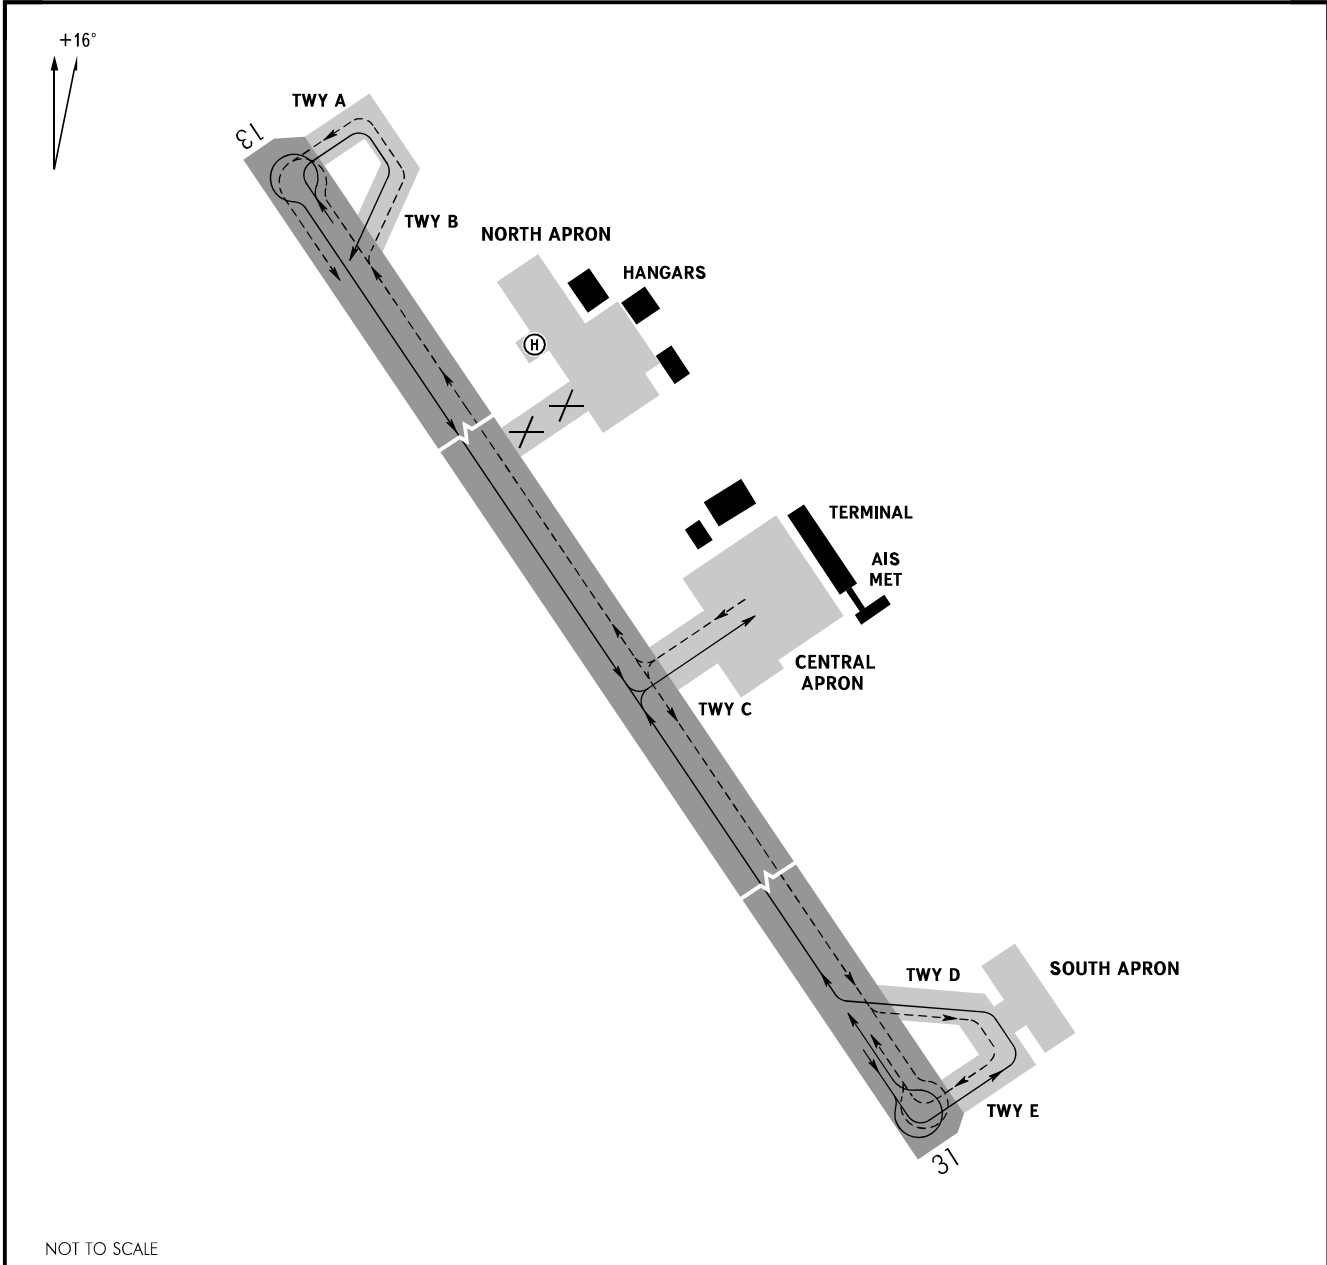 +16°
TWY A
13
TWY B
NORTH APRON
HANGARS
H
TERMINAL
AIS
MET
CENTRAL
APRON
TWY C
TWY D
SOUTH APRON
TWY E
31
NOT TO SCALE